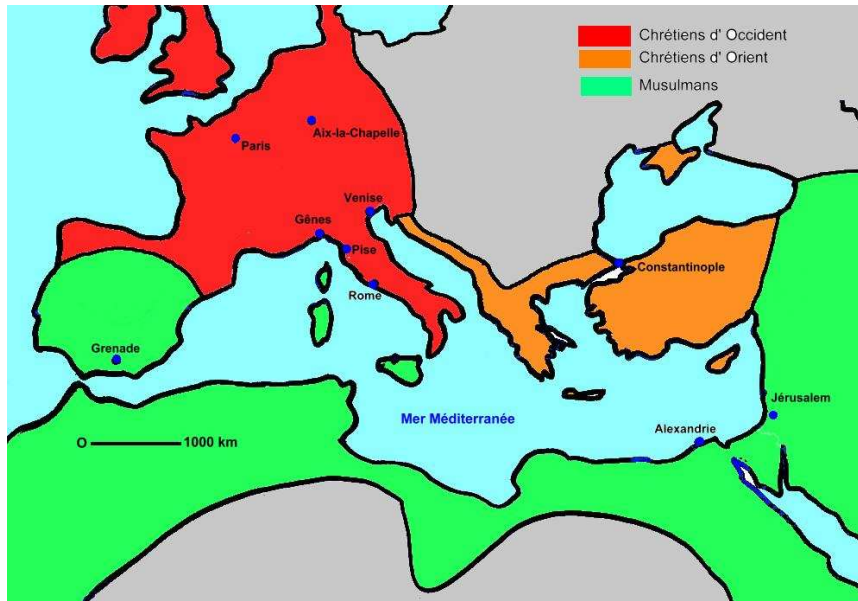 Chrétiens d' Occident
Chrétiens d' Orient
Musulmans
Aix-la-Chapelle
Paris
Venise
Gênes
Pise
Constantinople
Rome
Grenade
Jérusalem
Mer Méditerranée
Alexandrie
O 1000 km